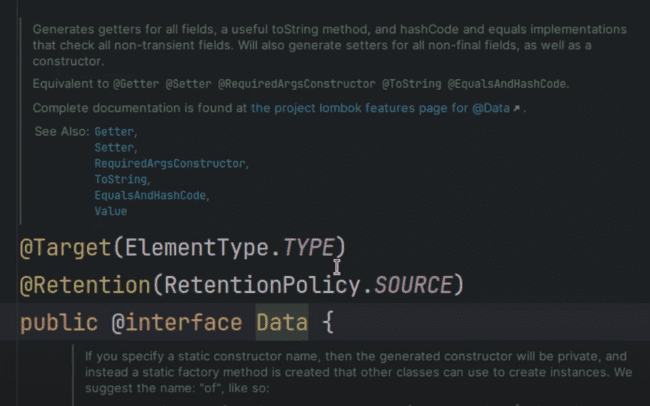 Generates getters for all fields, a useful toString method, and hashCode and equals implementations
that check all non-transient fields. Will also generate setters for all non-final fields, as well as a
constructor.
Equivalent to @Getter @Setter @RequiredArgsConstructor @ToString @EqualsAndHashCode.
Complete documentation is found at the project lombok features page for @Data↗.
See Also: Getter,
Setter,
RequiredArgsConstructor,
ToString,
EqualsAndHashCode,
Value
@Target(ElementType.TYPE)
@Retention(RetentionPolicy.SOURCE)
public @interface Data {
If you specify a static constructor name, then the generated constructor will be private, and
instead a static factory method is created that other classes can use to create instances. We
suggest the name: "of", like so: